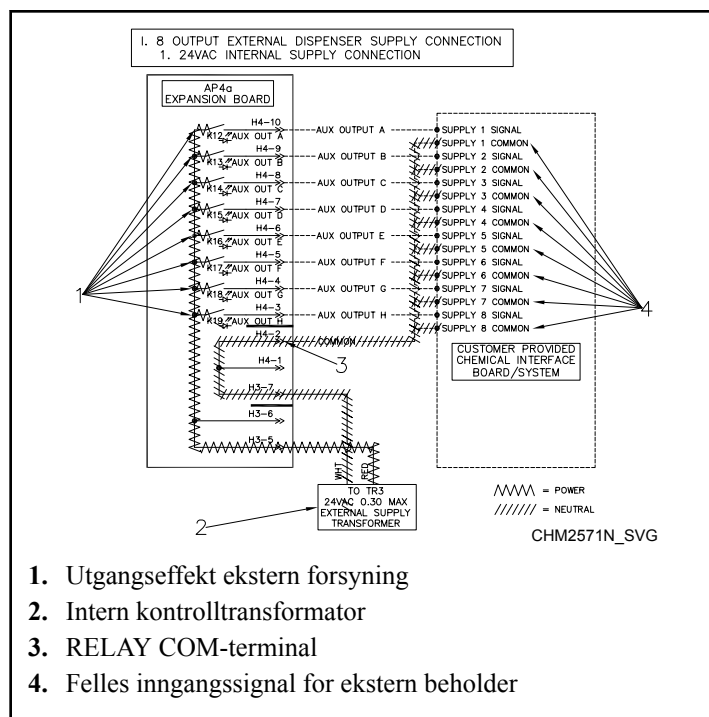 I. 8 OUTPUT EXTERNAL DISPENSER SUPPLY CONNECTION
1. 24VAC INTERNAL SUPPLY CONNECTION
AP4a
EXPANSION BOARD
H4-10
K12 AUX OUT A
AUX OUTPUT A
SUPPLY 1 SIGNAL
SUPPLY 1 COMMON
H4-9
K13 AUX OUT B
AUX OUTPUT B
SUPPLY 2 SIGNAL
SUPPLY 2 COMMON
H4-8
K14 AUX OUT C
AUX OUTPUT C
SUPPLY 3 SIGNAL
SUPPLY 3 COMMON
H4-7
K15 AUX OUT D
AUX OUTPUT D
SUPPLY 4 SIGNAL
SUPPLY 4 COMMON
H4-6
K16 AUX OUT E
AUX OUTPUT E
SUPPLY 5 SIGNAL
SUPPLY 5 COMMON
H4-5
K17 AUX OUT F
AUX OUTPUT F
SUPPLY 6 SIGNAL
SUPPLY 6 COMMON
H4-4
K18 AUX OUT G
AUX OUTPUT G
SUPPLY 7 SIGNAL
SUPPLY 7 COMMON
H4-3
K19 AUX OUT H
AUX OUTPUT H
SUPPLY 8 SIGNAL
SUPPLY 8 COMMON
1
4
H4-2
COMMON
3
H4-1
H3-7
H3-6
H3-5
CUSTOMER PROVIDED
CHEMICAL INTERFACE
BOARD/SYSTEM
WHT
RED
2
TO TR3
24VAC 0.30 MAX
EXTERNAL SUPPLY
TRANSFORMER
= POWER
= NEUTRAL
CHM2571N_SVG
1. Utgangseffekt ekstern forsyning
2. Intern kontrolltransformator
3. RELAY COM-terminal
4. Felles inngangssignal for ekstern beholder